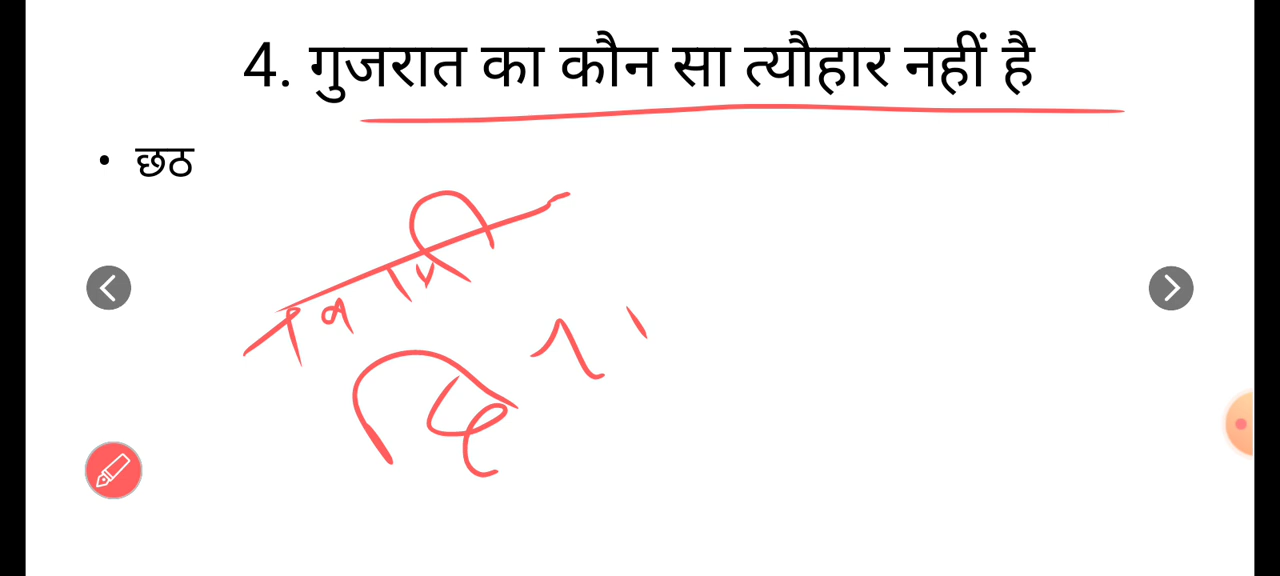 4. गुजरात का कौन सा त्यौहार नहीं है
• छठ